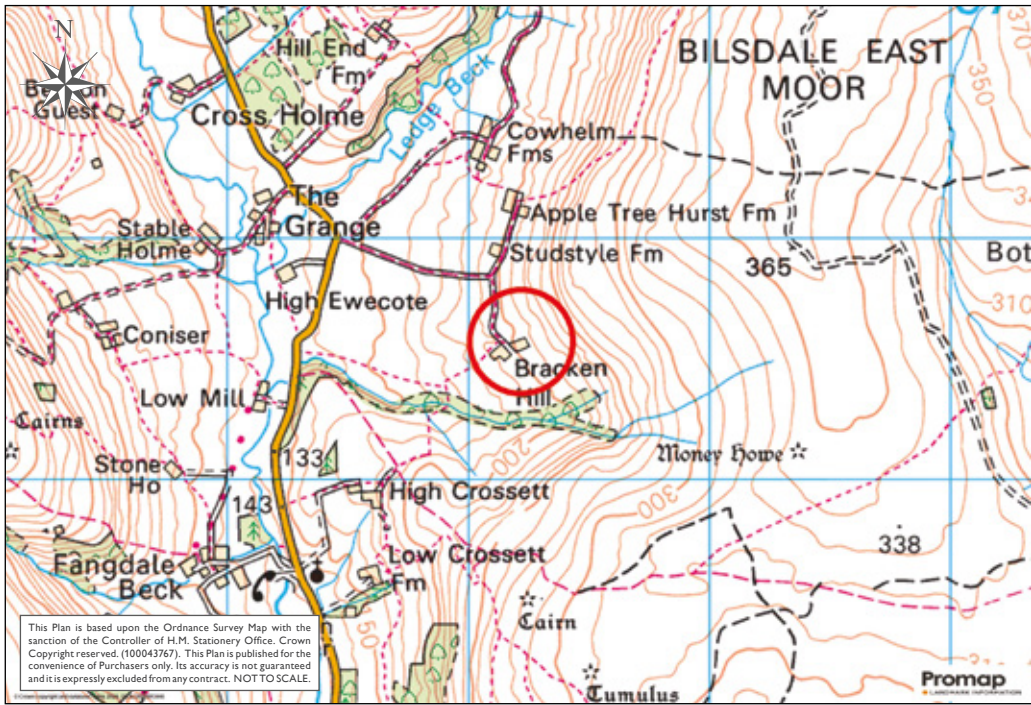 N
BILSDALE EAST
MOOR
370
350
Hill End
Fm
Guest
Cross Holme
Ledge Beck
Cowhelm
Fms
The
Grange
Apple Tree Hurst Fm
Stable
Holme
Studstyle Fm
365
Bot
310
High Ewecote
Coniser
Bracken
Hill
Low Mill
Cairns
200
Money Howe
Stone
Ho
133
143
High Crossett
300
338
Fangdale
Beck
Low Crossett
Fm
Cairn
150
Tumulus
This Plan is based upon the Ordnance Survey Map with the
sanction of the Controller of H.M. Stationery Office. Crown
Copyright reserved. (100043767). This Plan is published for the
convenience of Purchasers only. Its accuracy is not guaranteed
and it is expressly excluded from any contract. NOT TO SCALE.
Promap
LANDMARK INFORMATION